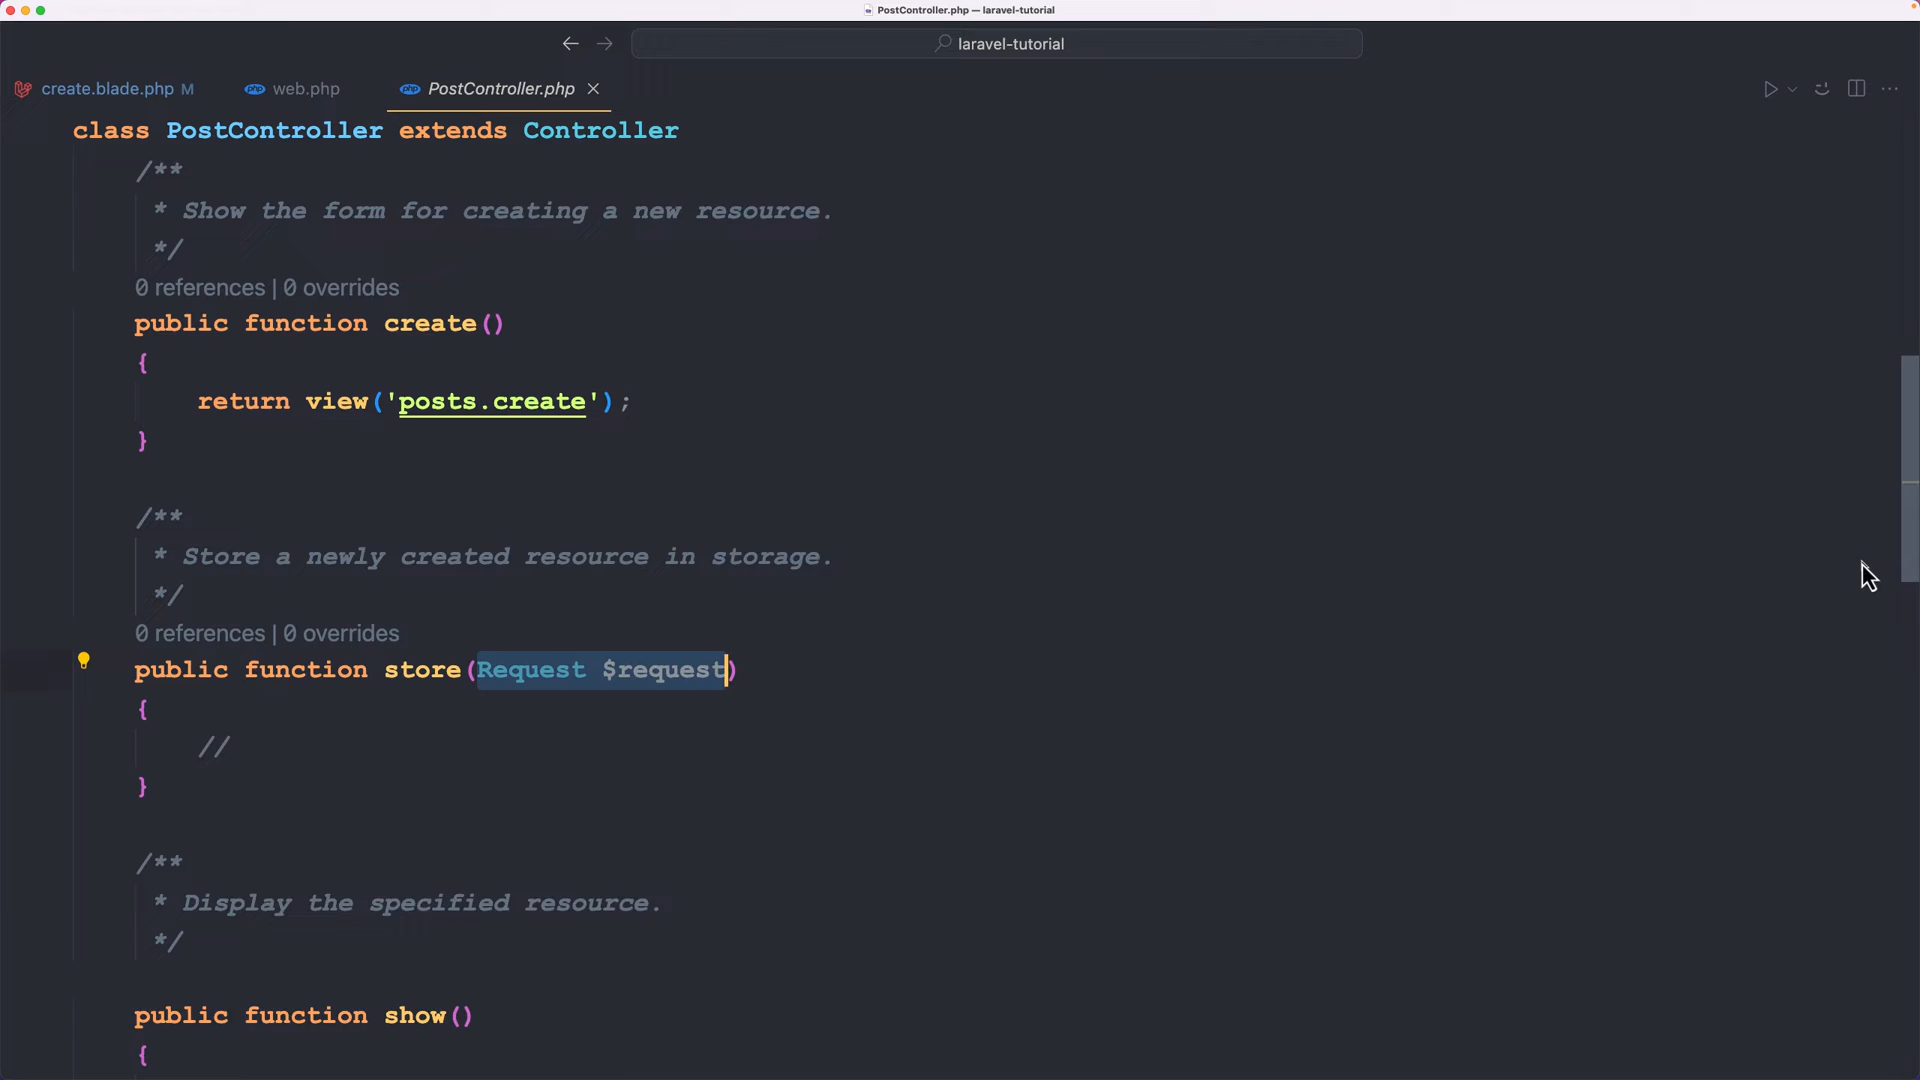 PostController.php — laravel-tutorial
laravel-tutorial
create.blade.php M
php web.php
php PostController.php
class PostController extends Controller
/**
* Show the form for creating a new resource.
*/
0 references | 0 overrides
public function create()
{
return view('posts.create');
}
/**
* Store a newly created resource in storage.
*/
0 references | 0 overrides
public function store(Request $request)
{
//
}
/**
* Display the specified resource.
*/
public function show()
{